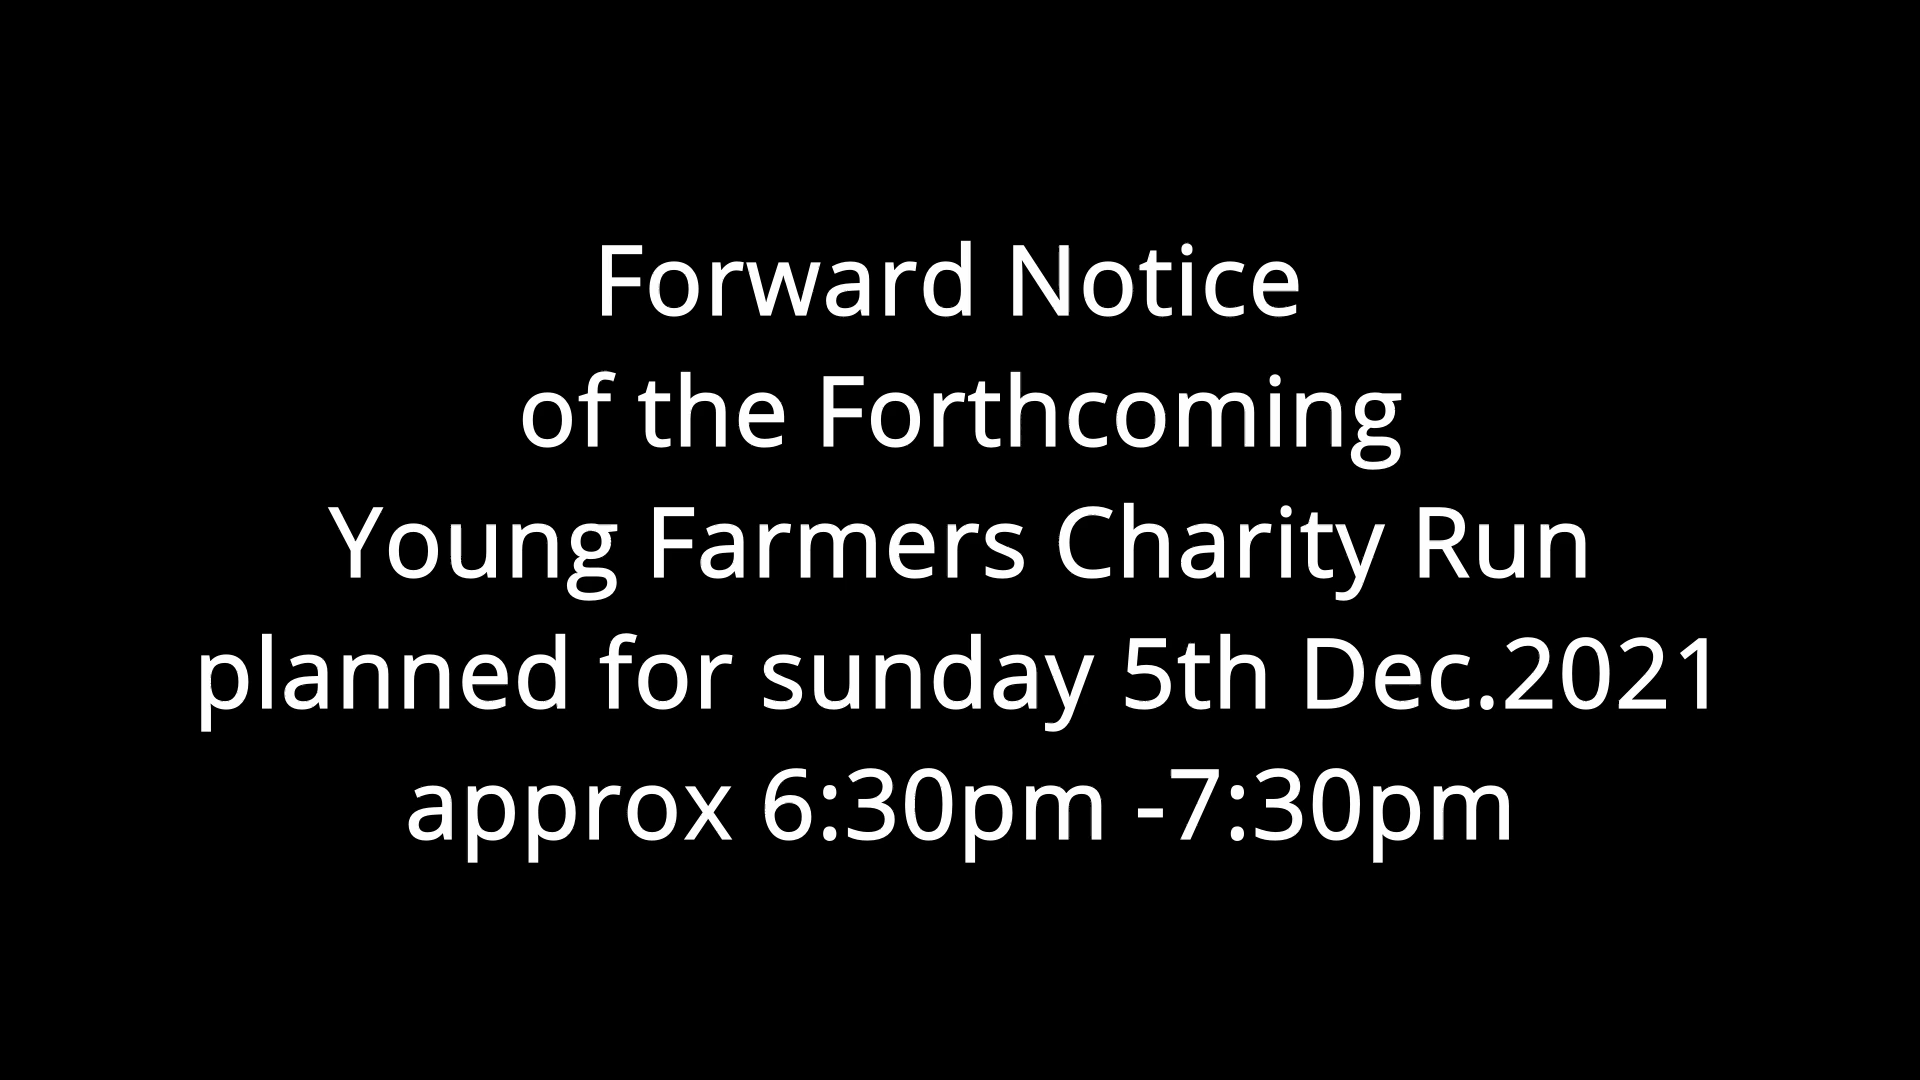 Forward Notice
of the Forthcoming
Young Farmers Charity Run
planned for sunday 5th Dec.2021
approx 6:30pm -7:30pm